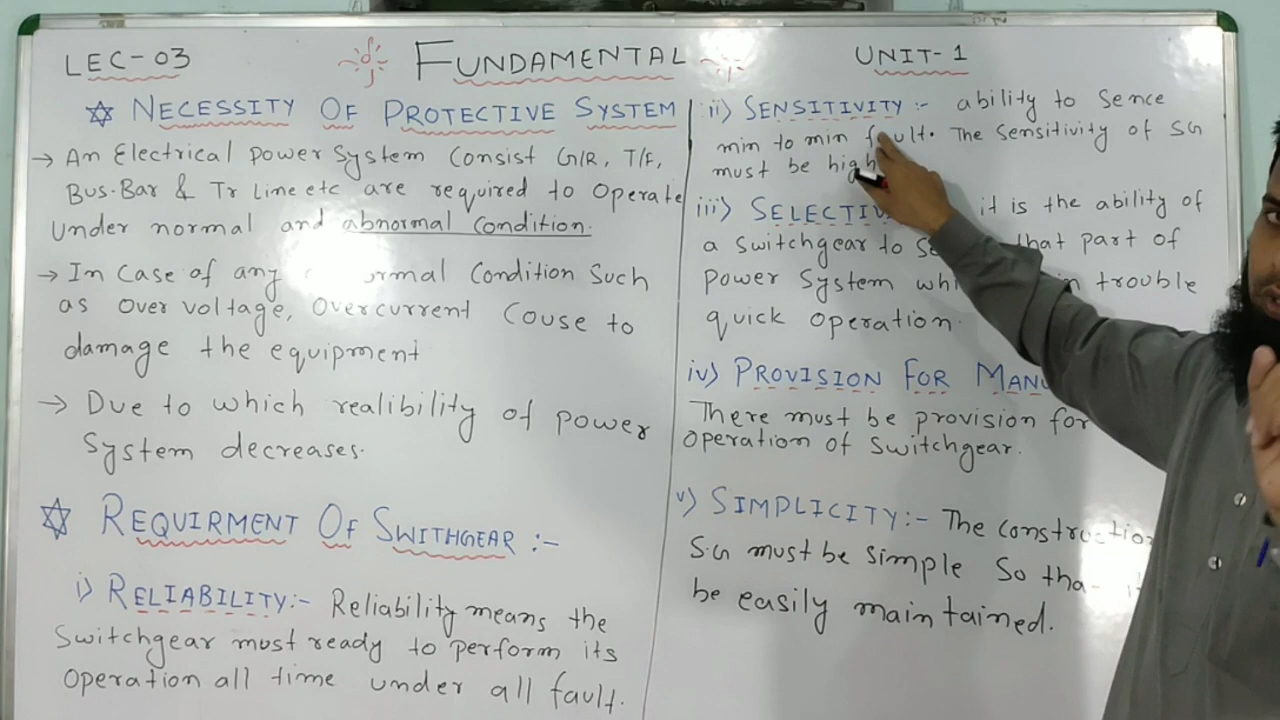 LEC-03
FUNDAMENTAL
UNIT-1
NECESSITY OF PROTECTIVE SYSTEM
→ An Electrical power System Consist G/R, T/F,
Bus-Bar & Tr Line etc are required to Operate
Under normal and abnormal Condition.
→ In Case of any Condition Such
as Over voltage, Overcurrent Couse to
damage the equipment
→ Due to which realibility of power
System decreases.
REQUIRMENT OF SWITHGEAR :-
i) RELIABILITY:- Reliability means the
Switchgear must ready to perform its
Operation all time under all fault.
ii) SENSITIVITY :- ability to Sence
min to min fault. The Sensitivity of SG
must be high
iii) it is the ability of
a Switchgear to that part of
Power System in trouble
quick operation.
iv) PROVISION FOR
There must be provision for
Operation of Switchgear.
v) SIMPLICITY:- The
S.G must be Simple So
be easily maintained.